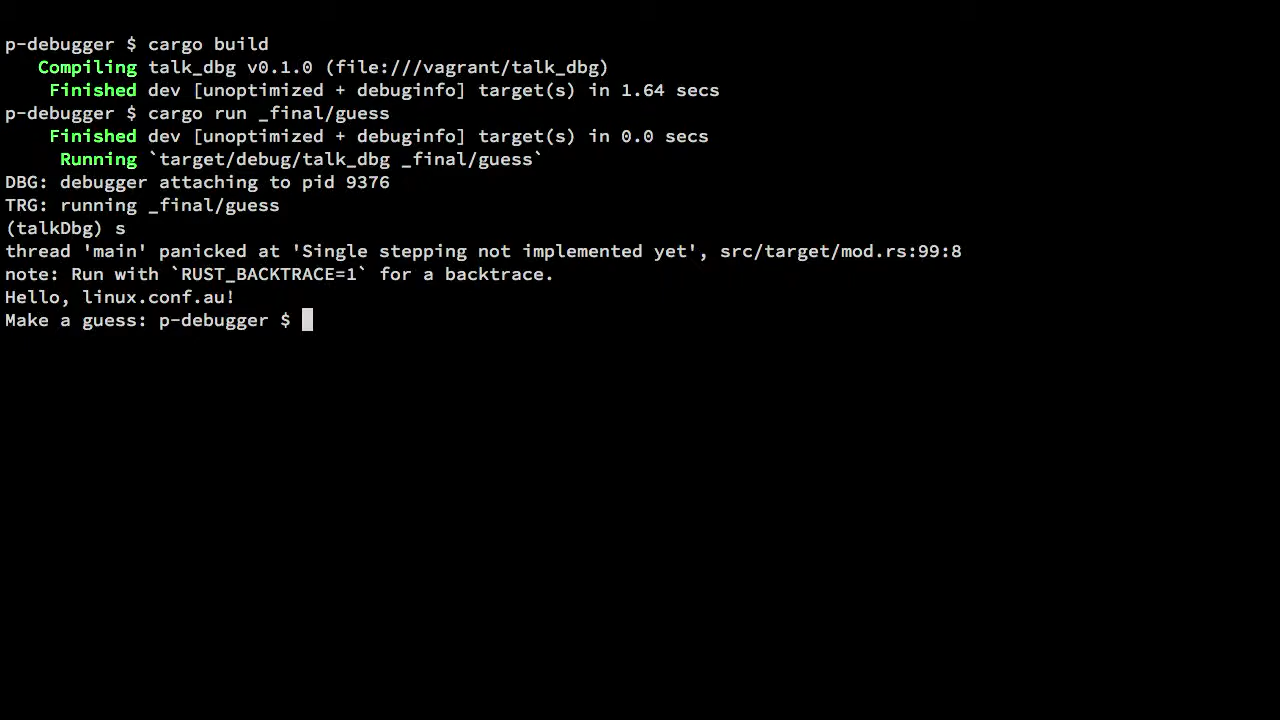 p-debugger $ cargo build
   Compiling talk_dbg v0.1.0 (file:///vagrant/talk_dbg)
    Finished dev [unoptimized + debuginfo] target(s) in 1.64 secs
p-debugger $ cargo run _final/guess
    Finished dev [unoptimized + debuginfo] target(s) in 0.0 secs
     Running `target/debug/talk_dbg _final/guess`
DBG: debugger attaching to pid 9376
TRG: running _final/guess
(talkDbg) s
thread 'main' panicked at 'Single stepping not implemented yet', src/target/mod.rs:99:8
note: Run with `RUST_BACKTRACE=1` for a backtrace.
Hello, linux.conf.au!
Make a guess: p-debugger $